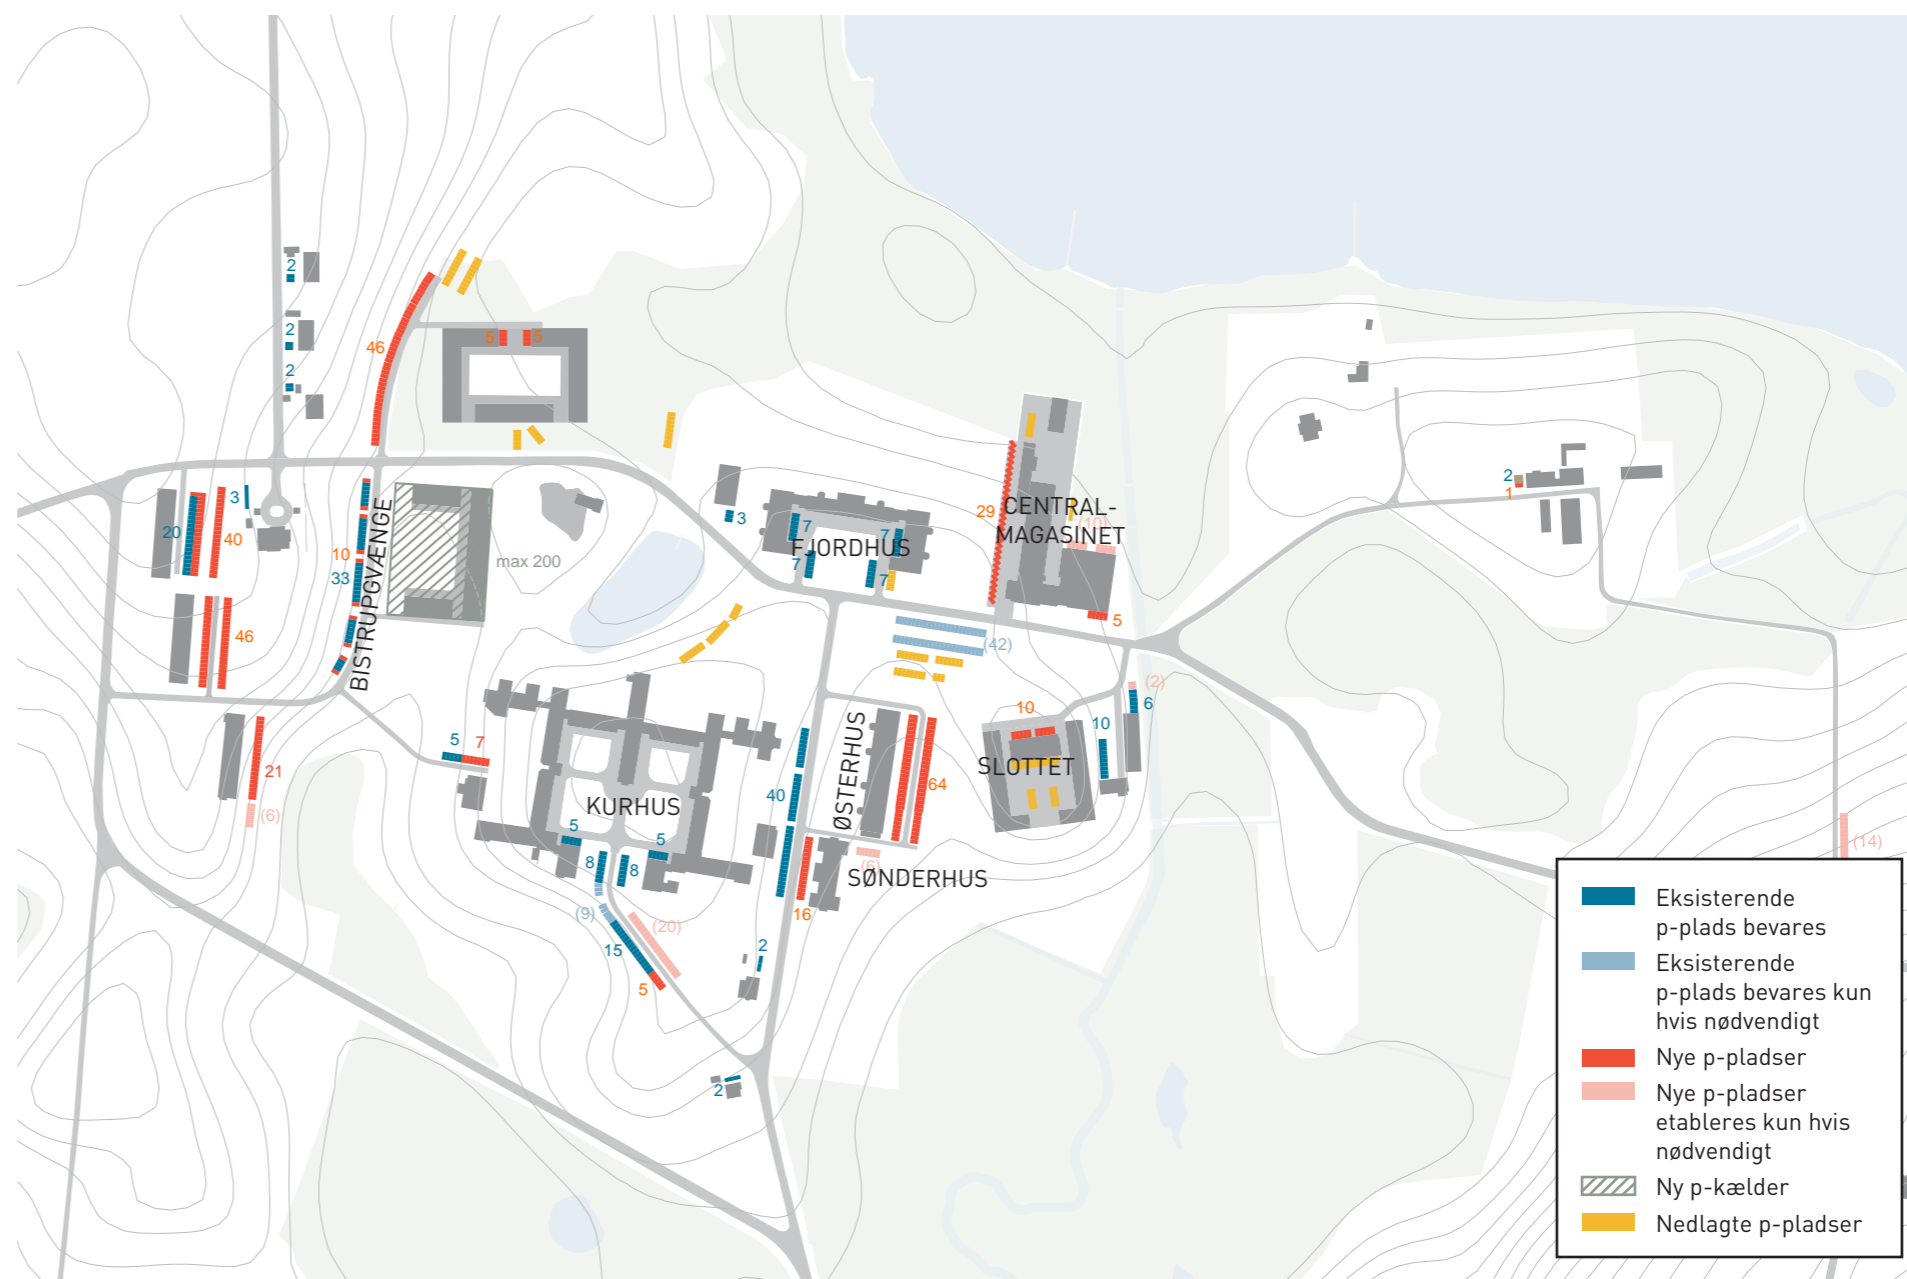 2
2
2
46
5
5
3
20
40
10
33
BISTRUPGVÆNGE
max 200
46
3
7
7
FJORDHUS
7
7
29
CENTRAL-
(10)
MAGASINET
5
2
1
(42)
(2)
6
10
10
SLOTTET
5
7
21
(6)
KURHUS
40
ØSTERHUS
64
5
5
8
8
(6)
SØNDERHUS
16
(9)
(20)
15
5
2
2
(14)
Eksisterende
p-plads bevares
Eksisterende
p-plads bevares kun
hvis nødvendigt
Nye p-pladser
Nye p-pladser
etableres kun hvis
nødvendigt
Ny p-kælder
Nedlagte p-pladser